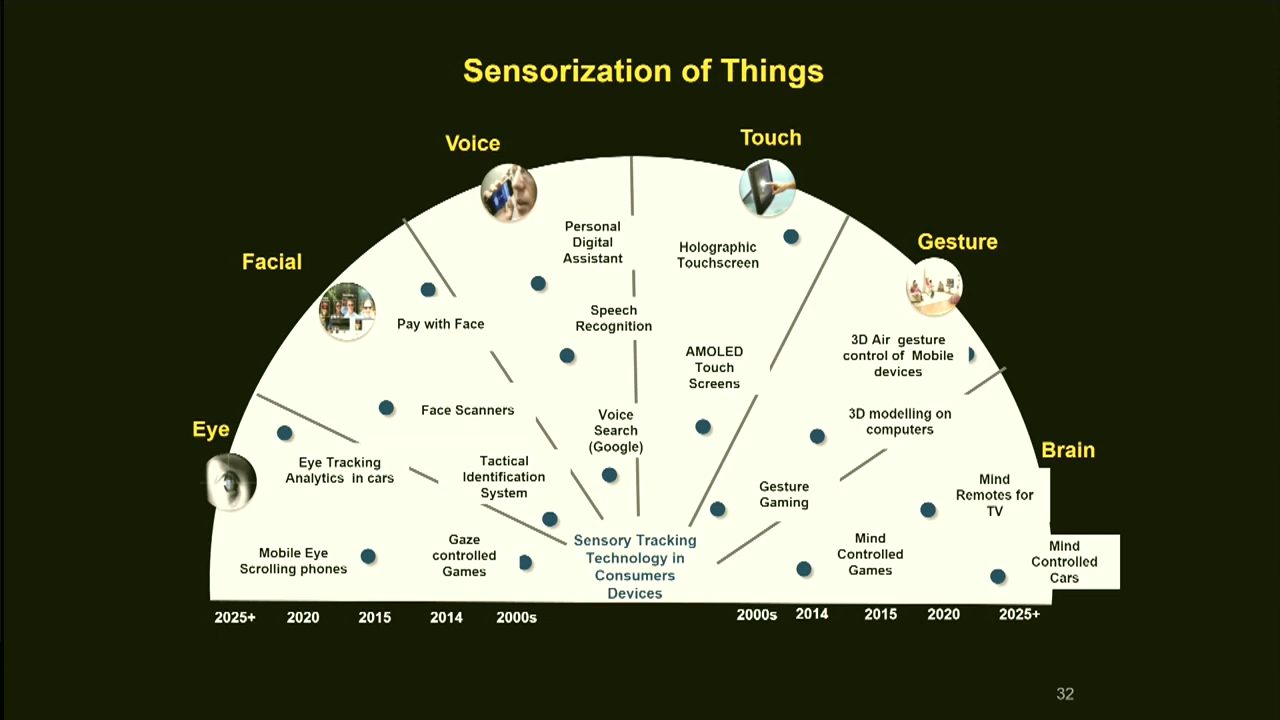 Sensorization of Things
Voice
Touch
Facial
Gesture
Eye
Brain
Personal
Digital
Assistant
Holographic
Touchscreen
Pay with Face
Speech
Recognition
3D Air gesture
control of Mobile
devices
AMOLED
Touch
Screens
Face Scanners
Voice
Search
(Google)
3D modelling on
computers
Eye Tracking
Analytics in cars
Tactical
Identification
System
Gesture
Gaming
Mind
Remotes for
TV
Mobile Eye
Scrolling phones
Gaze
controlled
Games
Sensory Tracking
Technology in
Consumers
Devices
Mind
Controlled
Games
Mind
Controlled
Cars
2025+ 2020 2015 2014 2000s 2000s 2014 2015 2020 2025+
32